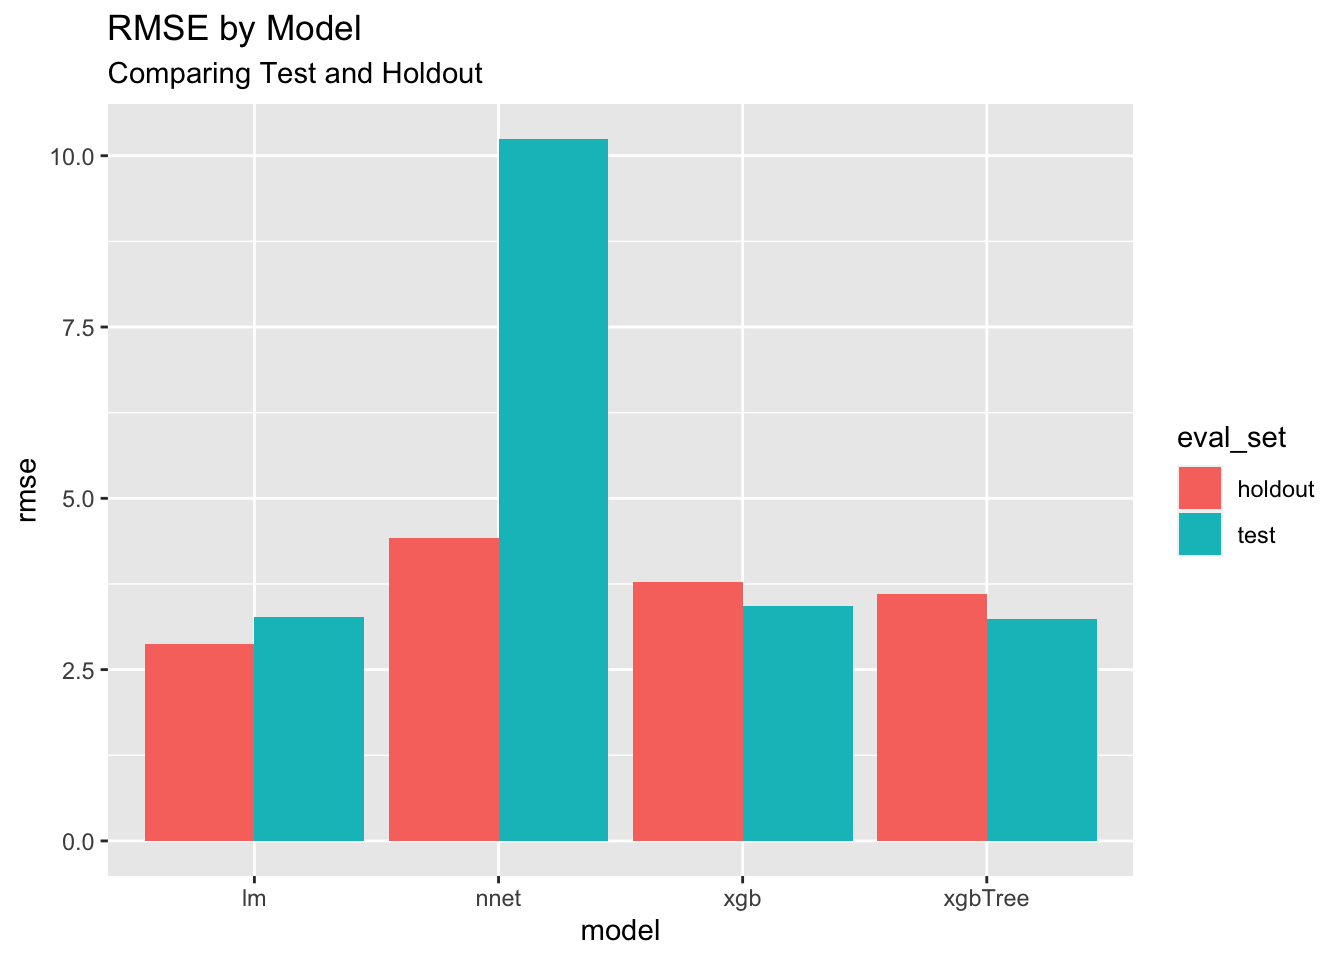 RMSE by Model
Comparing Test and Holdout
rmse
10.0
7.5
5.0
2.5
0.0
lm
nnet
xgb
xgbTree
model
eval_set
holdout
test